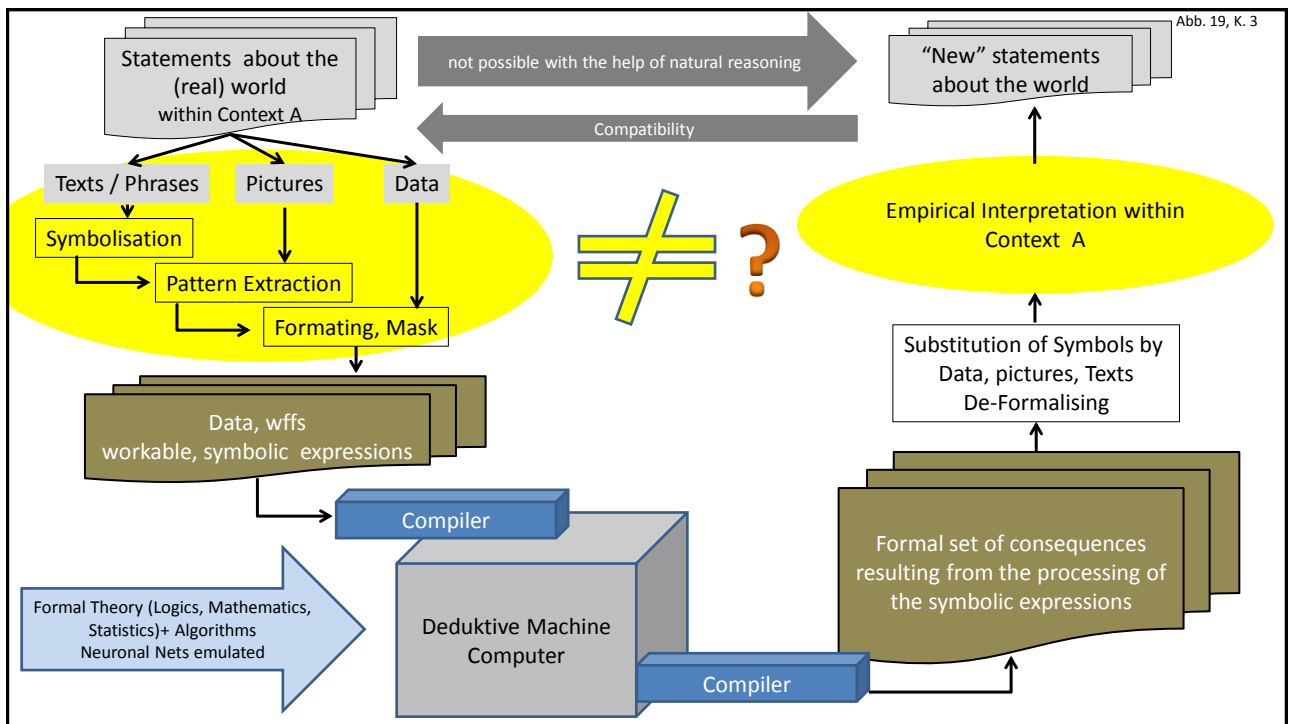 Abb. 19, K. 3
Statements about the
(real) world
within Context A
not possible with the help of natural reasoning
“New” statements
about the world
Compatibility
Texts / Phrases
Pictures
Data
Symbolisation
Pattern Extraction
Formating, Mask
≠ ?
Empirical Interpretation within
Context A
Substitution of Symbols by
Data, pictures, Texts
De-Formalising
Data, wffs
workable, symbolic expressions
Compiler
Formal set of consequences
resulting from the processing of
the symbolic expressions
Formal Theory (Logics, Mathematics,
Statistics)+ Algorithms
Neuronal Nets emulated
Deduktive Machine
Computer
Compiler